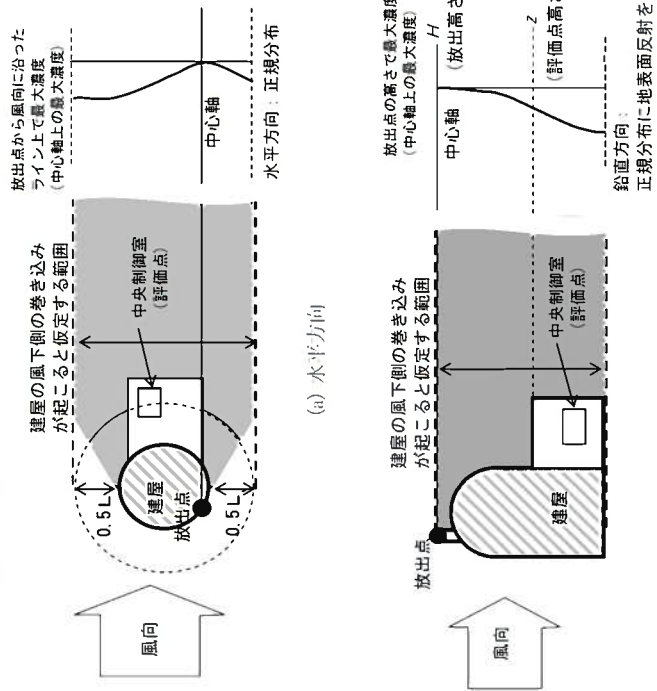 建屋の風下側の巻き込み
が起こると仮定する範囲
放出点から風向に沿った
ライン上で最大濃度
(中心軸上の最大濃度)
風向
0.5L
建屋
放出点
0.5L
中央制御室
(評価点)
中心軸
水平方向：正規分布
(a) 水平方向
建屋の風下側の巻き込み
が起こると仮定する範囲
放出点の高さで最大濃度
(中心軸上の最大濃度)
放出点
風向
建屋
中央制御室
(評価点)
H
(放出高さ
中心軸
z
(評価点高さ
鉛直方向：
正規分布に地表面反射を